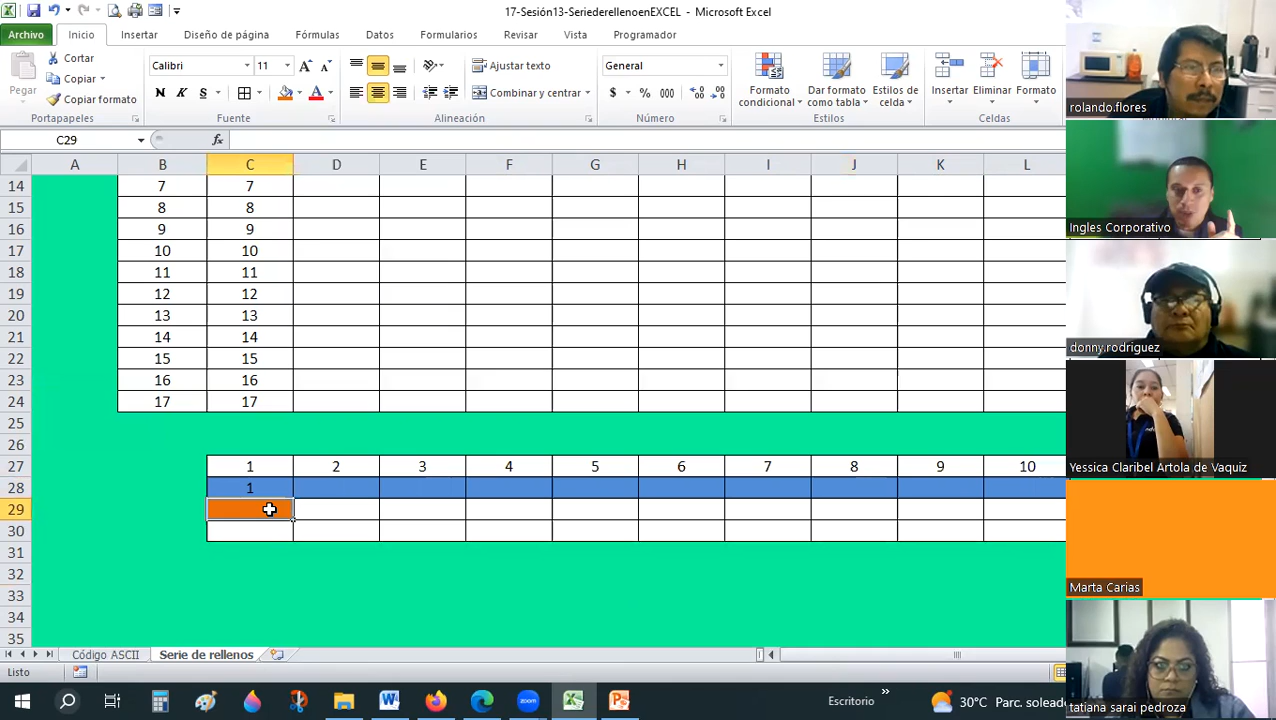 17-Sesión13-SeriederellenoenEXCEL - Microsoft Excel
Archivo Inicio Insertar Diseño de página Fórmulas Datos Formularios Revisar Vista Programador
Pegar
Cortar
Copiar
Copiar formato
Portapapeles
Calibri 11
N K S
Fuente
Ajustar texto
Combinar y centrar
Alineación
General
$ % 000
Número
Formato condicional
Dar formato como tabla
Estilos de celda
Estilos
Insertar Eliminar Formato
Celdas
C29 fx
A B C D E F G H I J K L
14 7 7
15 8 8
16 9 9
17 10 10
18 11 11
19 12 12
20 13 13
21 14 14
22 15 15
23 16 16
24 17 17
25
26
27 1 2 3 4 5 6 7 8 9 10
28 1
29
30
31
32
33
34
35
Código ASCII Serie de rellenos
Listo
Escritorio » 30°C Parc. soleado
rolando.flores
Ingles Corporativo
donny.rodriguez
Yessica Claribel Artola de Vaquiz
Marta Carias
tatiana sarai pedroza